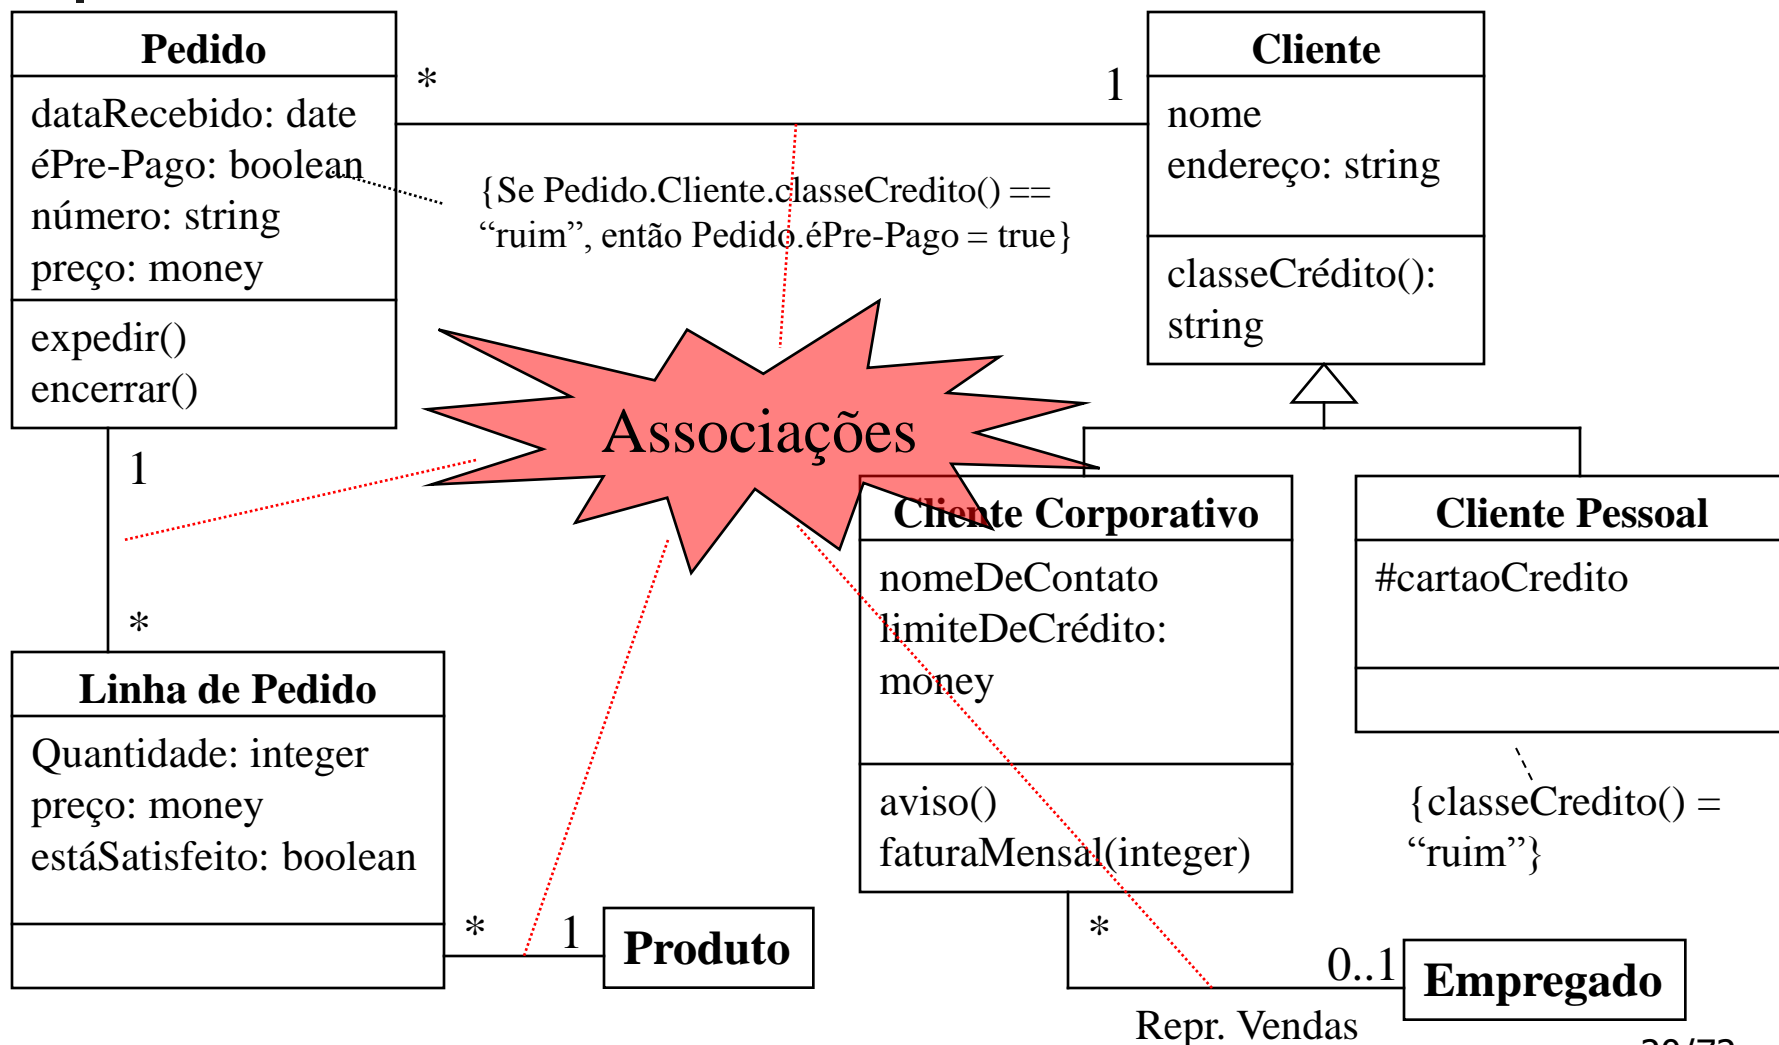 Pedido
dataRecebido: date
éPre-Pago: boolean
número: string
preço: money
expedir()
encerrar()
*
1
{Se Pedido.Cliente.classeCredito() ==
“ruim”, então Pedido.éPre-Pago = true}
Cliente
nome
endereço: string
classeCrédito():
string
Associações
1
*
Linha de Pedido
Quantidade: integer
preço: money
estáSatisfeito: boolean
*
1
Produto
Cliente Corporativo
nomeDeContato
limiteDeCrédito:
money
aviso()
faturaMensal(integer)
Cliente Pessoal
#cartaoCredito
{classeCredito() =
“ruim”}
*
0..1
Empregado
Repr. Vendas